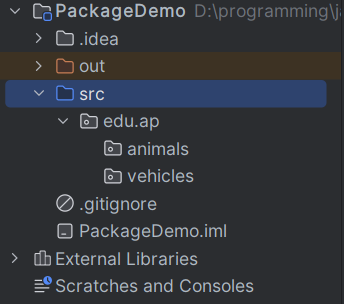 PackageDemo D:\programming\j
.idea
out
src
edu.ap
animals
vehicles
.gitignore
PackageDemo.iml
External Libraries
Scratches and Consoles